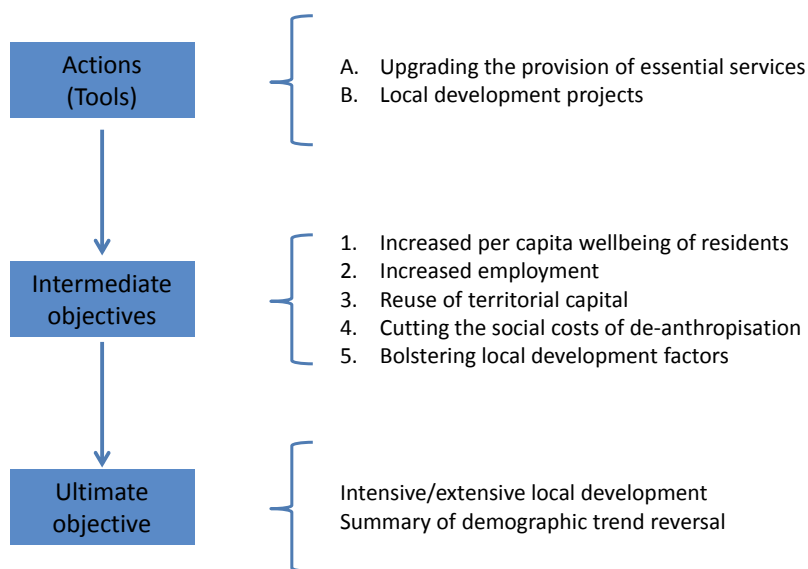 Actions
(Tools)
A. Upgrading the provision of essential services
B. Local development projects
Intermediate
objectives
1. Increased per capita wellbeing of residents
2. Increased employment
3. Reuse of territorial capital
4. Cutting the social costs of de-anthropisation
5. Bolstering local development factors
Ultimate
objective
Intensive/extensive local development
Summary of demographic trend reversal